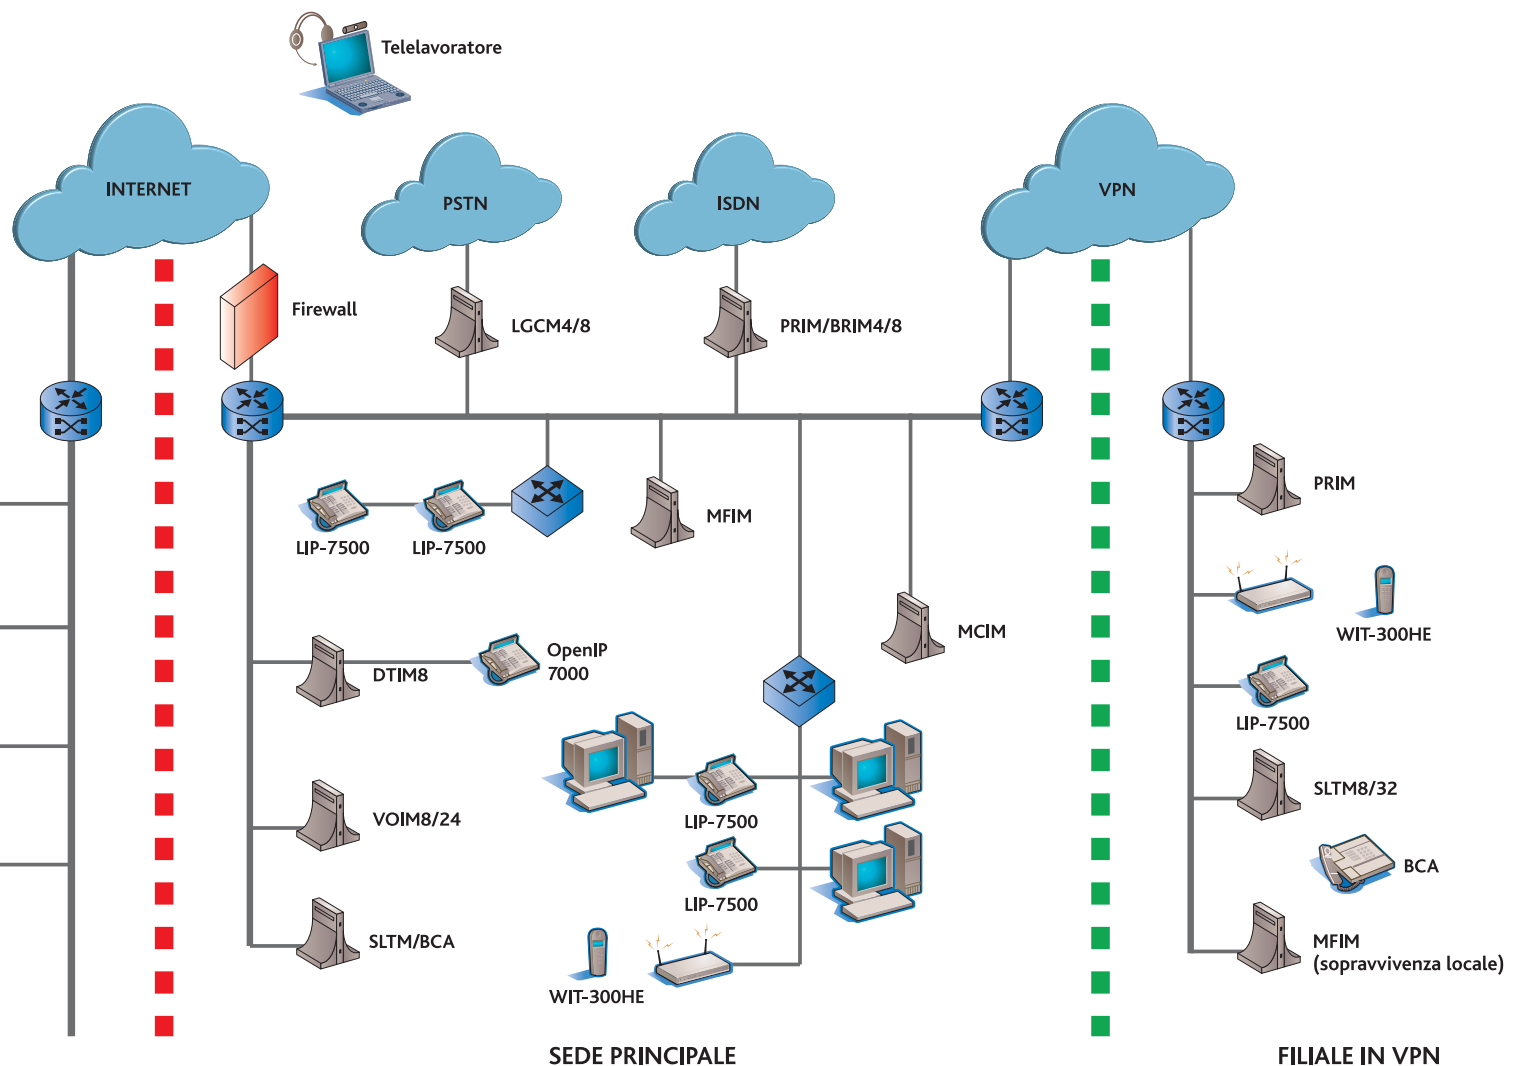 Telelavoratore
INTERNET
PSTN
ISDN
VPN
Firewall
LGCM4/8
PRIM/BRIM4/8
PRIM
LIP-7500
LIP-7500
MFIM
WIT-300HE
DTIM8
OpenIP
7000
MCIM
LIP-7500
VOIM8/24
LIP-7500
SLTM8/32
LIP-7500
BCA
SLTM/BCA
WIT-300HE
MFIM
(sopravvivenza locale)
SEDE PRINCIPALE
FILIALE IN VPN